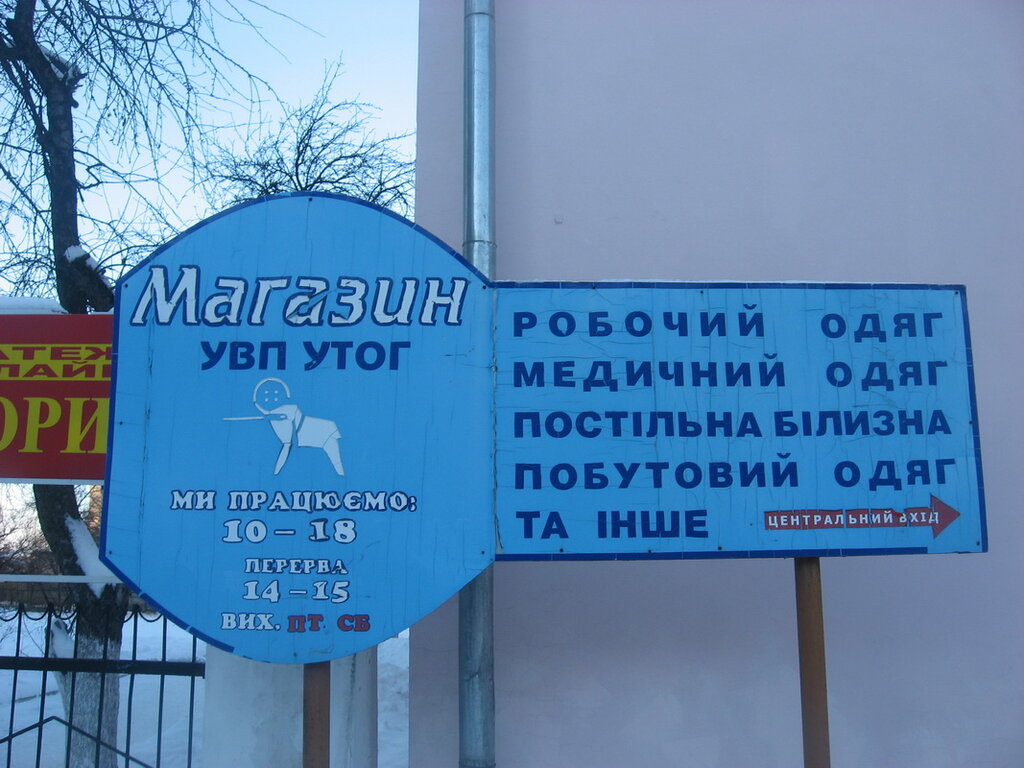 Магазин
УВП УТОГ
МИ ПРАЦЮЄМО:
10 – 18
ПЕРЕРВА
14 – 15
ВИХ. ПТ СБ
РОБОЧИЙ ОДЯГ
МЕДИЧНИЙ ОДЯГ
ПОСТІЛЬНА БІЛИЗНА
ПОБУТОВИЙ ОДЯГ
ТА ІНШЕ
ЦЕНТРАЛЬНИЙ ВХІД